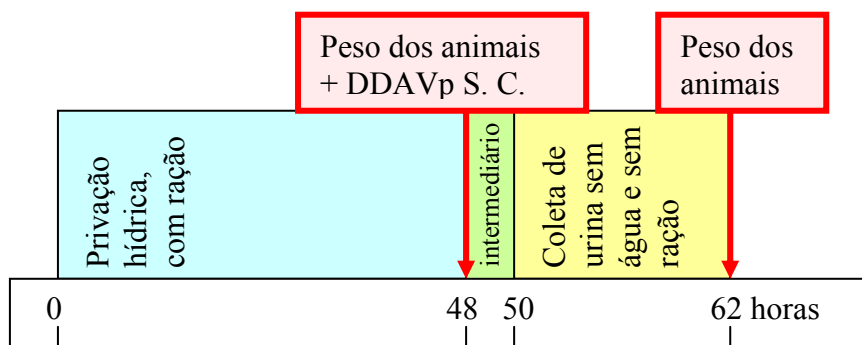 Peso dos animais
+ DDAVp S. C.
Peso dos
animais
Privação
hídrica,
com ração
intermediário
Coleta de
urina sem
água e sem
ração
0
48
50
62 horas